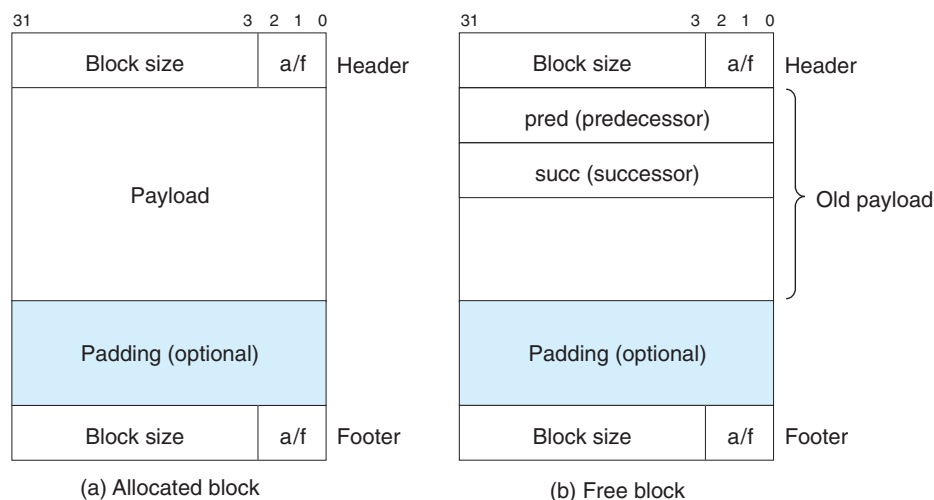 31 3 2 1 0
Block size a/f Header
Payload
Padding (optional)
Block size a/f Footer
(a) Allocated block
31 3 2 1 0
Block size a/f Header
pred (predecessor)
succ (successor)
Old payload
Padding (optional)
Block size a/f Footer
(b) Free block